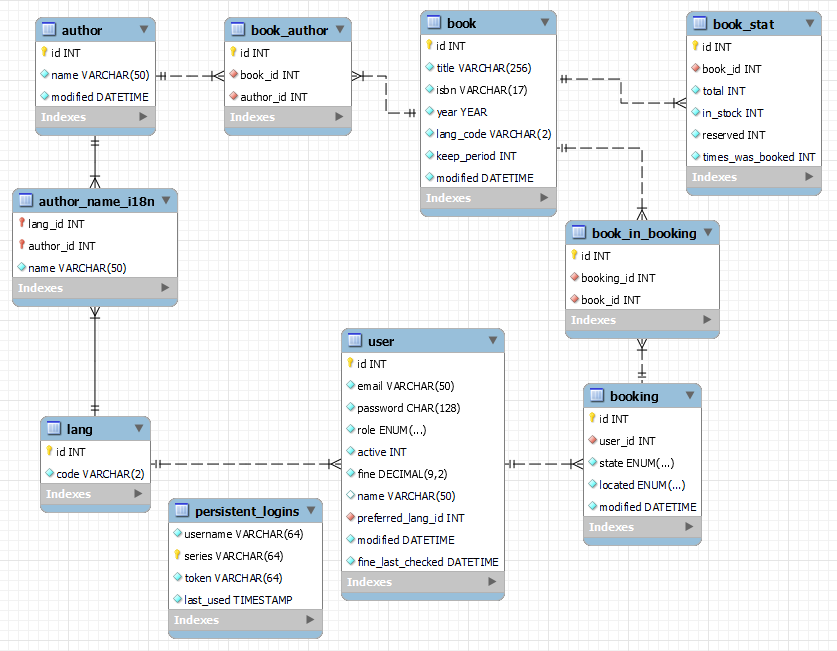 author
id INT
name VARCHAR(50)
modified DATETIME
Indexes
book_author
id INT
book_id INT
author_id INT
Indexes
book
id INT
title VARCHAR(256)
isbn VARCHAR(17)
year YEAR
lang_code VARCHAR(2)
keep_period INT
modified DATETIME
Indexes
book_stat
id INT
book_id INT
total INT
in_stock INT
reserved INT
times_was_booked INT
Indexes
author_name_i18n
lang_id INT
author_id INT
name VARCHAR(50)
Indexes
book_in_booking
id INT
booking_id INT
book_id INT
Indexes
user
id INT
email VARCHAR(50)
password CHAR(128)
role ENUM(...)
active INT
fine DECIMAL(9,2)
name VARCHAR(50)
preferred_lang_id INT
modified DATETIME
fine_last_checked DATETIME
Indexes
booking
id INT
user_id INT
state ENUM(...)
located ENUM(...)
modified DATETIME
Indexes
lang
id INT
code VARCHAR(2)
Indexes
persistent_logins
username VARCHAR(64)
series VARCHAR(64)
token VARCHAR(64)
last_used TIMESTAMP
Indexes